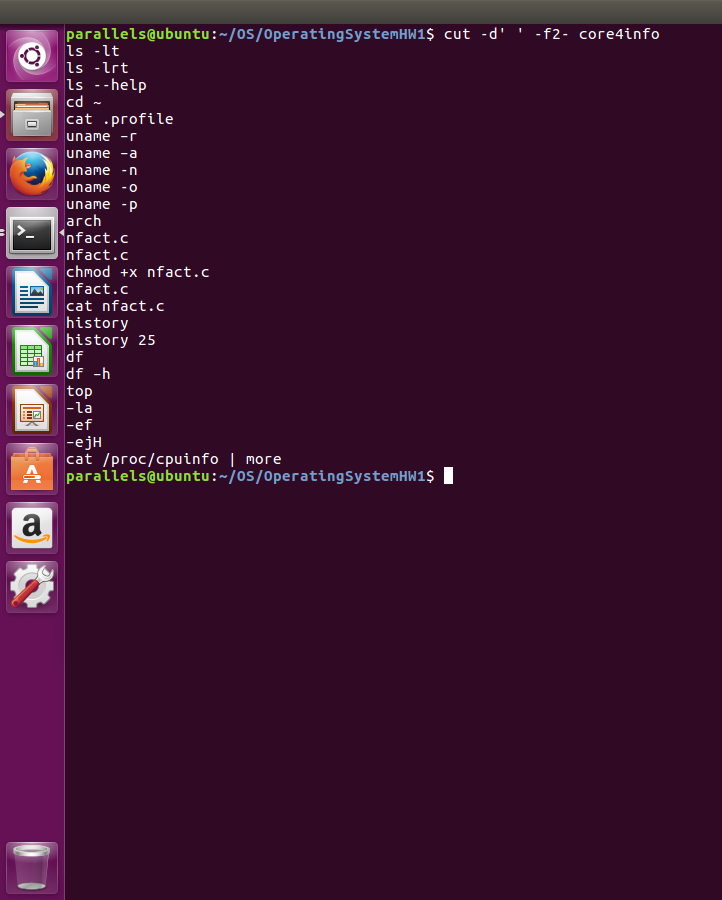 parallels@ubuntu:~/OS/OperatingSystemHW1$ cut -d' ' -f2- core4info
ls -lt
ls -lrt
ls --help
cd ~
cat .profile
uname –r
uname –a
uname -n
uname -o
uname -p
arch
nfact.c
nfact.c
chmod +x nfact.c
nfact.c
cat nfact.c
history
history 25
df
df –h
top
–la
–ef
–ejH
cat /proc/cpuinfo | more
parallels@ubuntu:~/OS/OperatingSystemHW1$